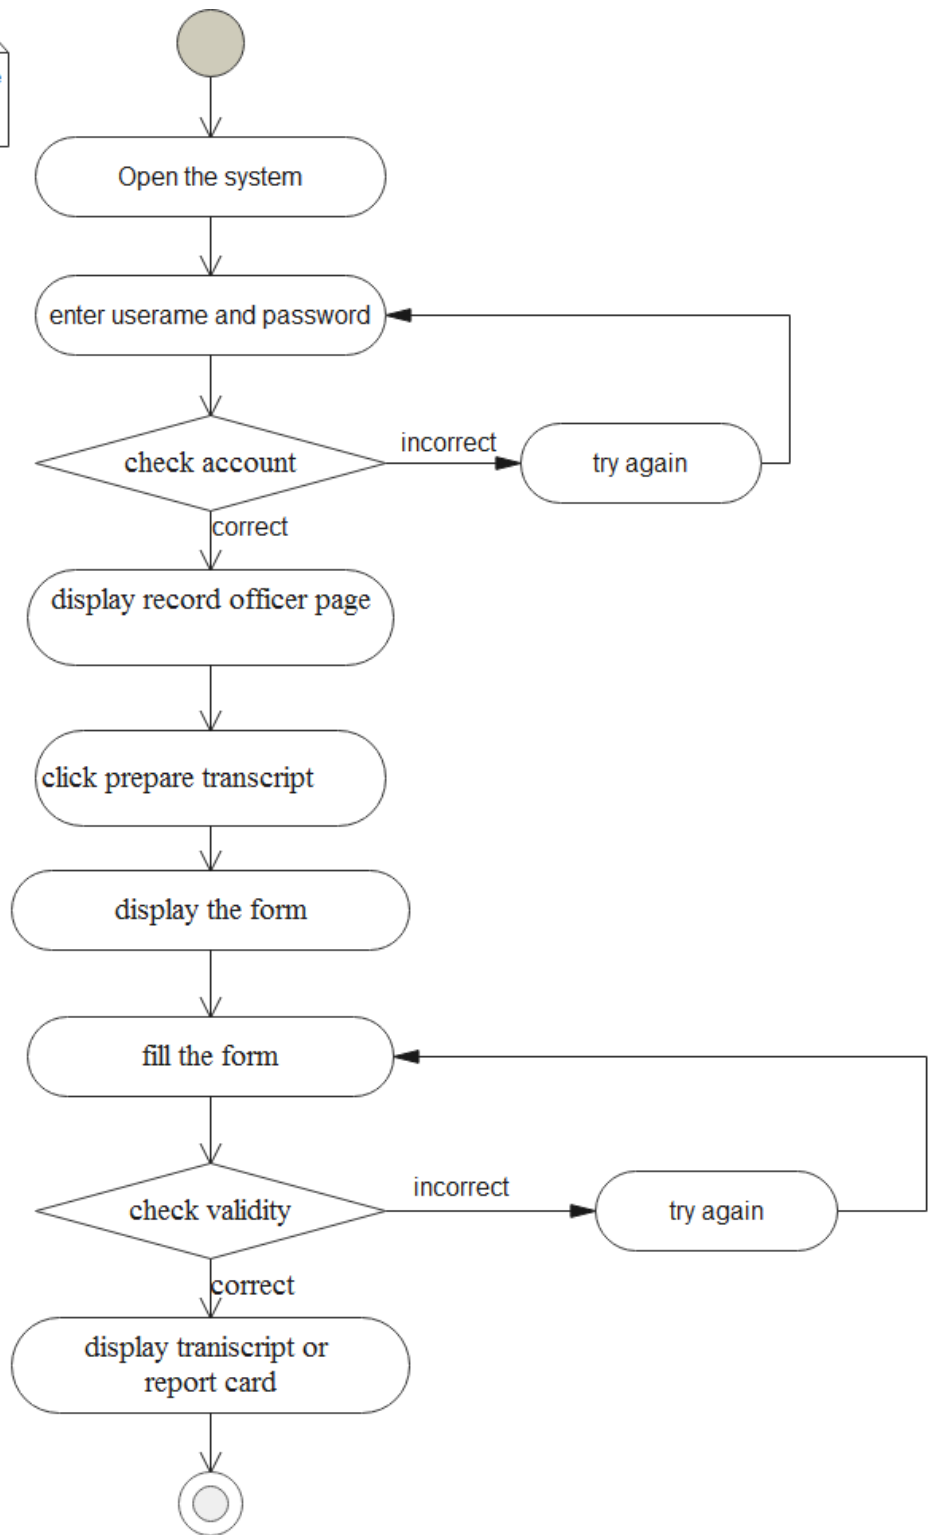 Open the system
enter userame and password
incorrect
check account
try again
correct
display record officer page
click prepare transcript
display the form
fill the form
incorrect
check validity
try again
correct
display traniscript or
report card